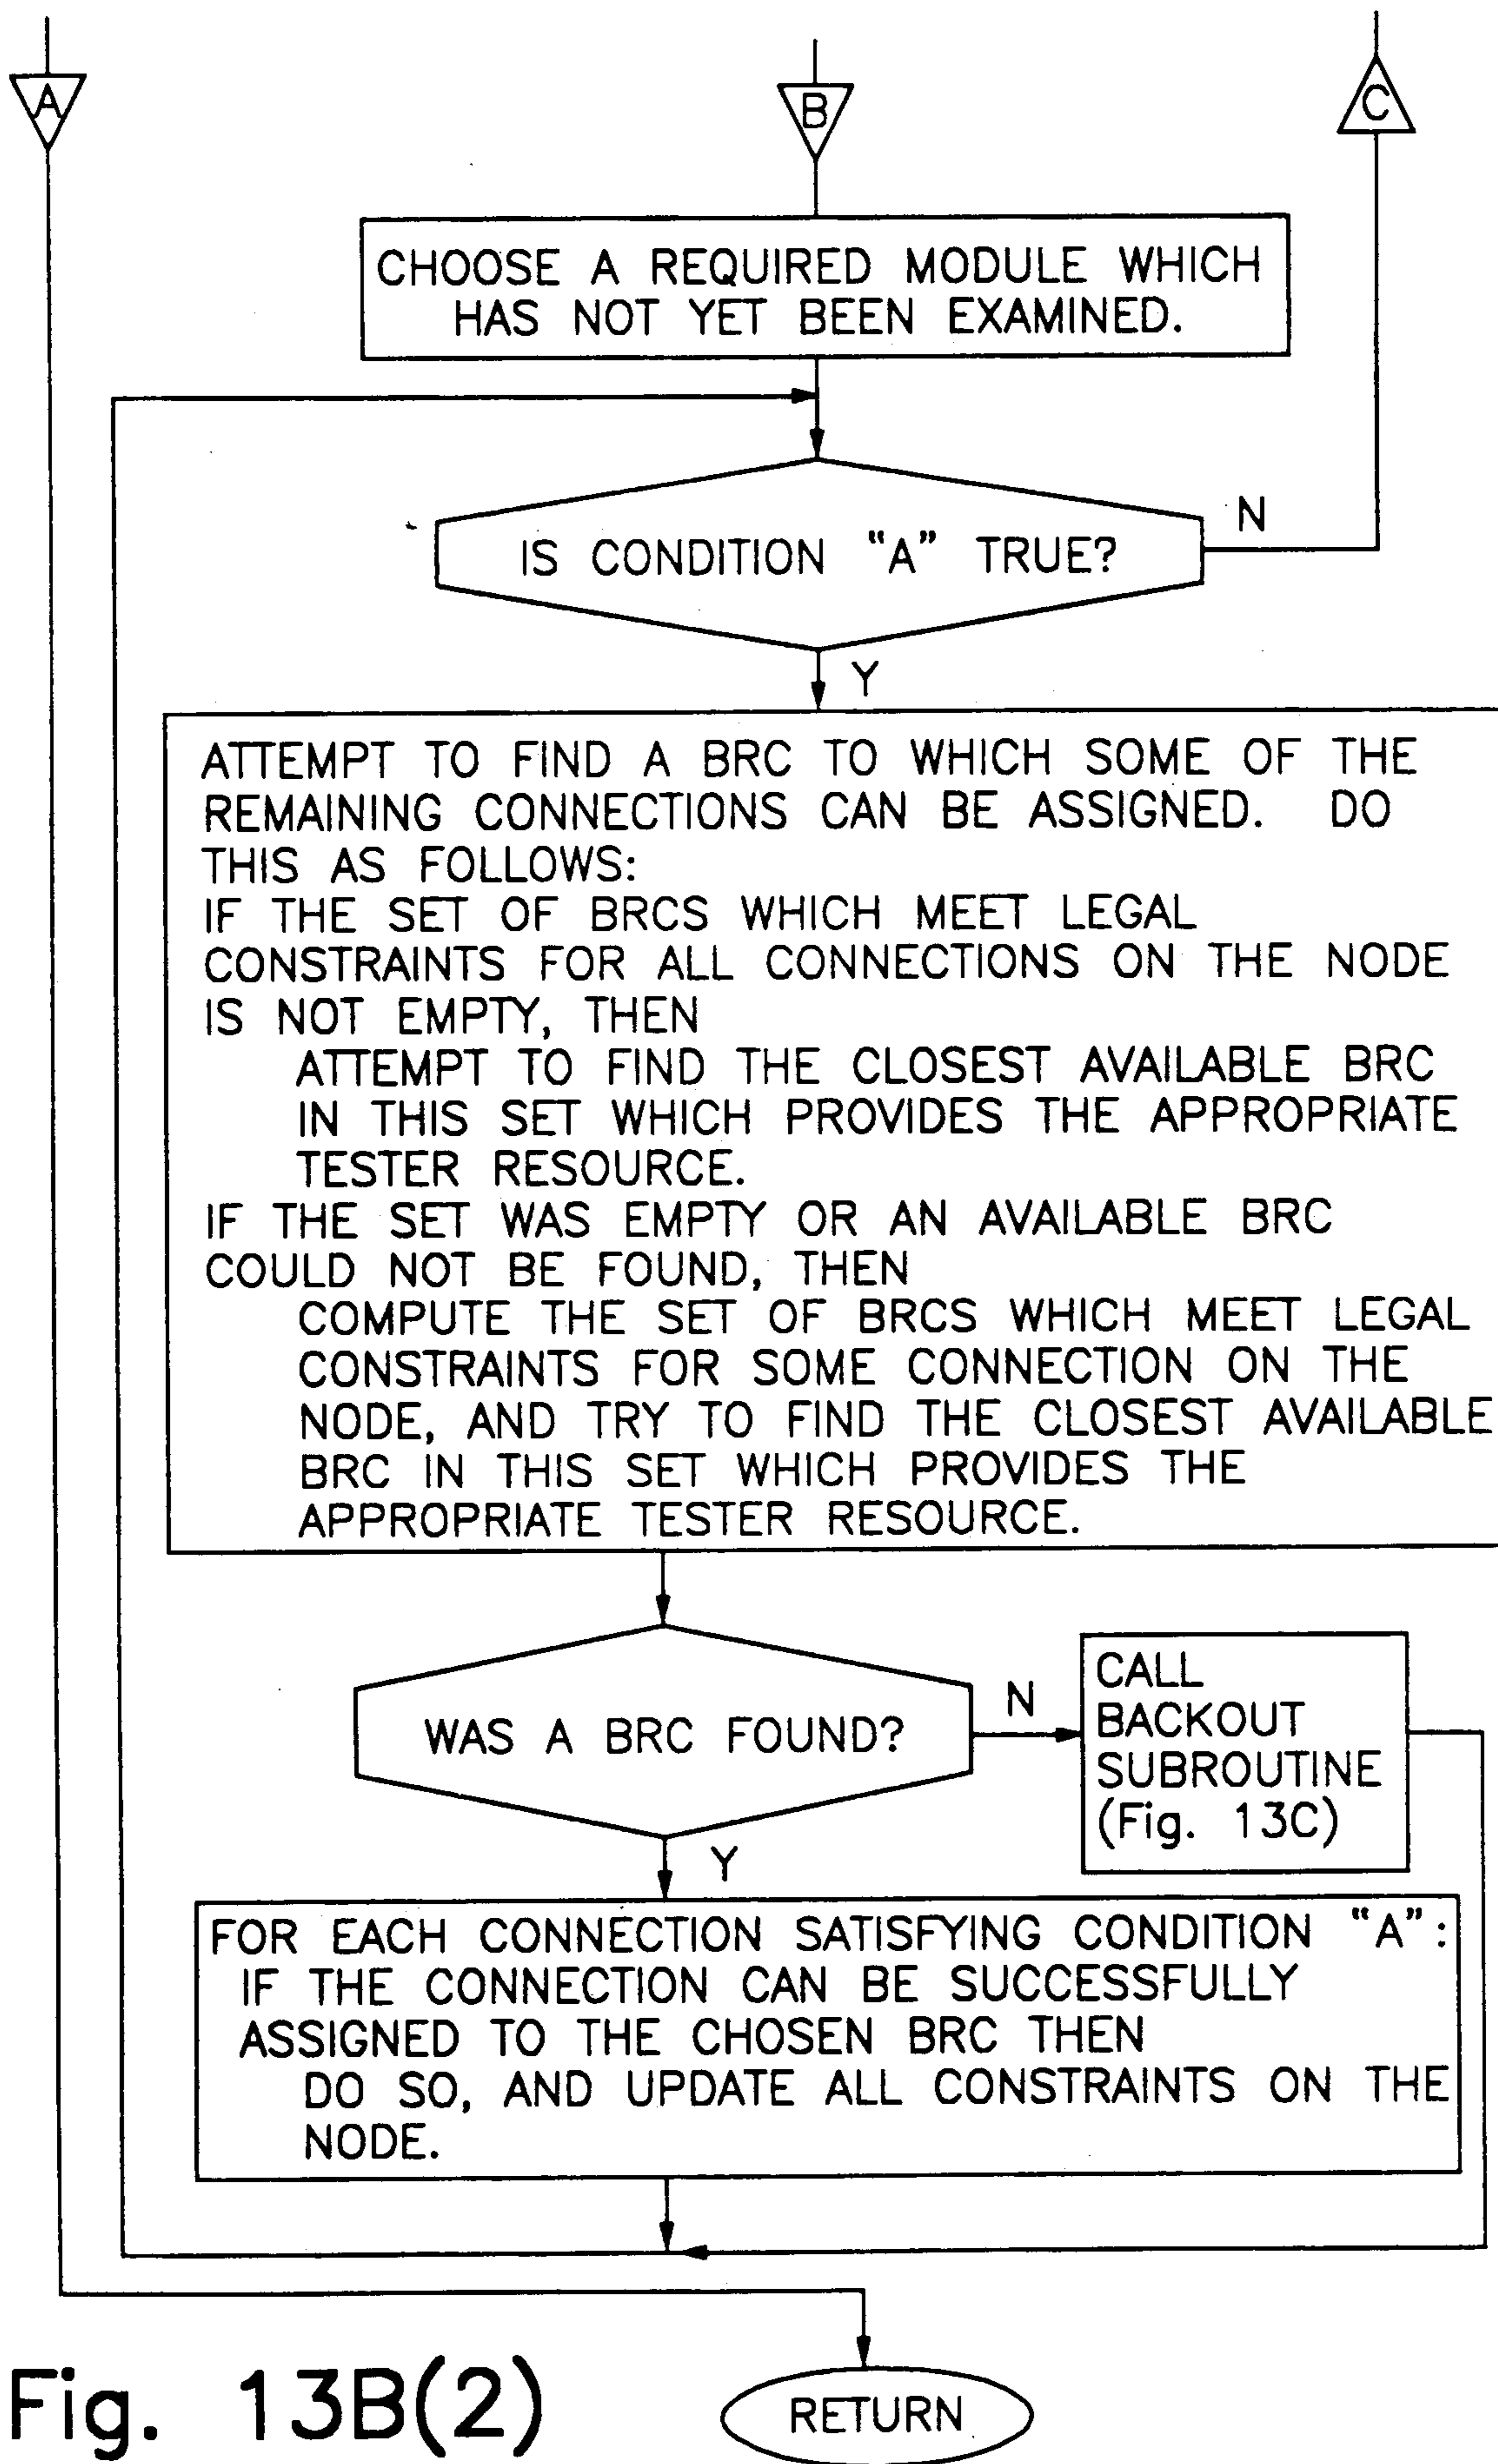 A
B
C
CHOOSE A REQUIRED MODULE WHICH
HAS NOT YET BEEN EXAMINED.
IS CONDITION "A" TRUE?
N
Y
ATTEMPT TO FIND A BRC TO WHICH SOME OF THE
REMAINING CONNECTIONS CAN BE ASSIGNED. DO
THIS AS FOLLOWS:
IF THE SET OF BRCS WHICH MEET LEGAL
CONSTRAINTS FOR ALL CONNECTIONS ON THE NODE
IS NOT EMPTY, THEN
ATTEMPT TO FIND THE CLOSEST AVAILABLE BRC
IN THIS SET WHICH PROVIDES THE APPROPRIATE
TESTER RESOURCE.
IF THE SET WAS EMPTY OR AN AVAILABLE BRC
COULD NOT BE FOUND, THEN
COMPUTE THE SET OF BRCS WHICH MEET LEGAL
CONSTRAINTS FOR SOME CONNECTION ON THE
NODE, AND TRY TO FIND THE CLOSEST AVAILABLE
BRC IN THIS SET WHICH PROVIDES THE
APPROPRIATE TESTER RESOURCE.
WAS A BRC FOUND?
N
CALL
BACKOUT
SUBROUTINE
(Fig. 13C)
Y
FOR EACH CONNECTION SATISFYING CONDITION "A":
IF THE CONNECTION CAN BE SUCCESSFULLY
ASSIGNED TO THE CHOSEN BRC THEN
DO SO, AND UPDATE ALL CONSTRAINTS ON THE
NODE.
RETURN
Fig. 13B(2)